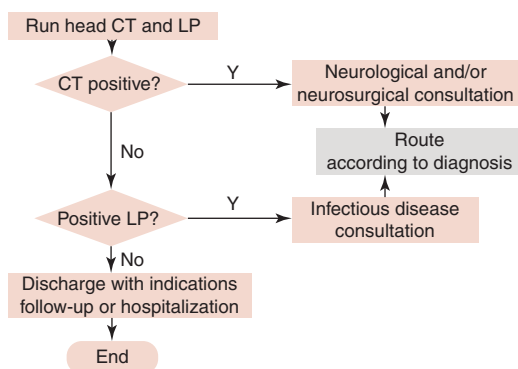 Run head CT and LP
CT positive?
Y
Neurological and/or
neurosurgical consultation
Route
according to diagnosis
No
Positive LP?
Y
Infectious disease
consultation
No
Discharge with indications
follow-up or hospitalization
End